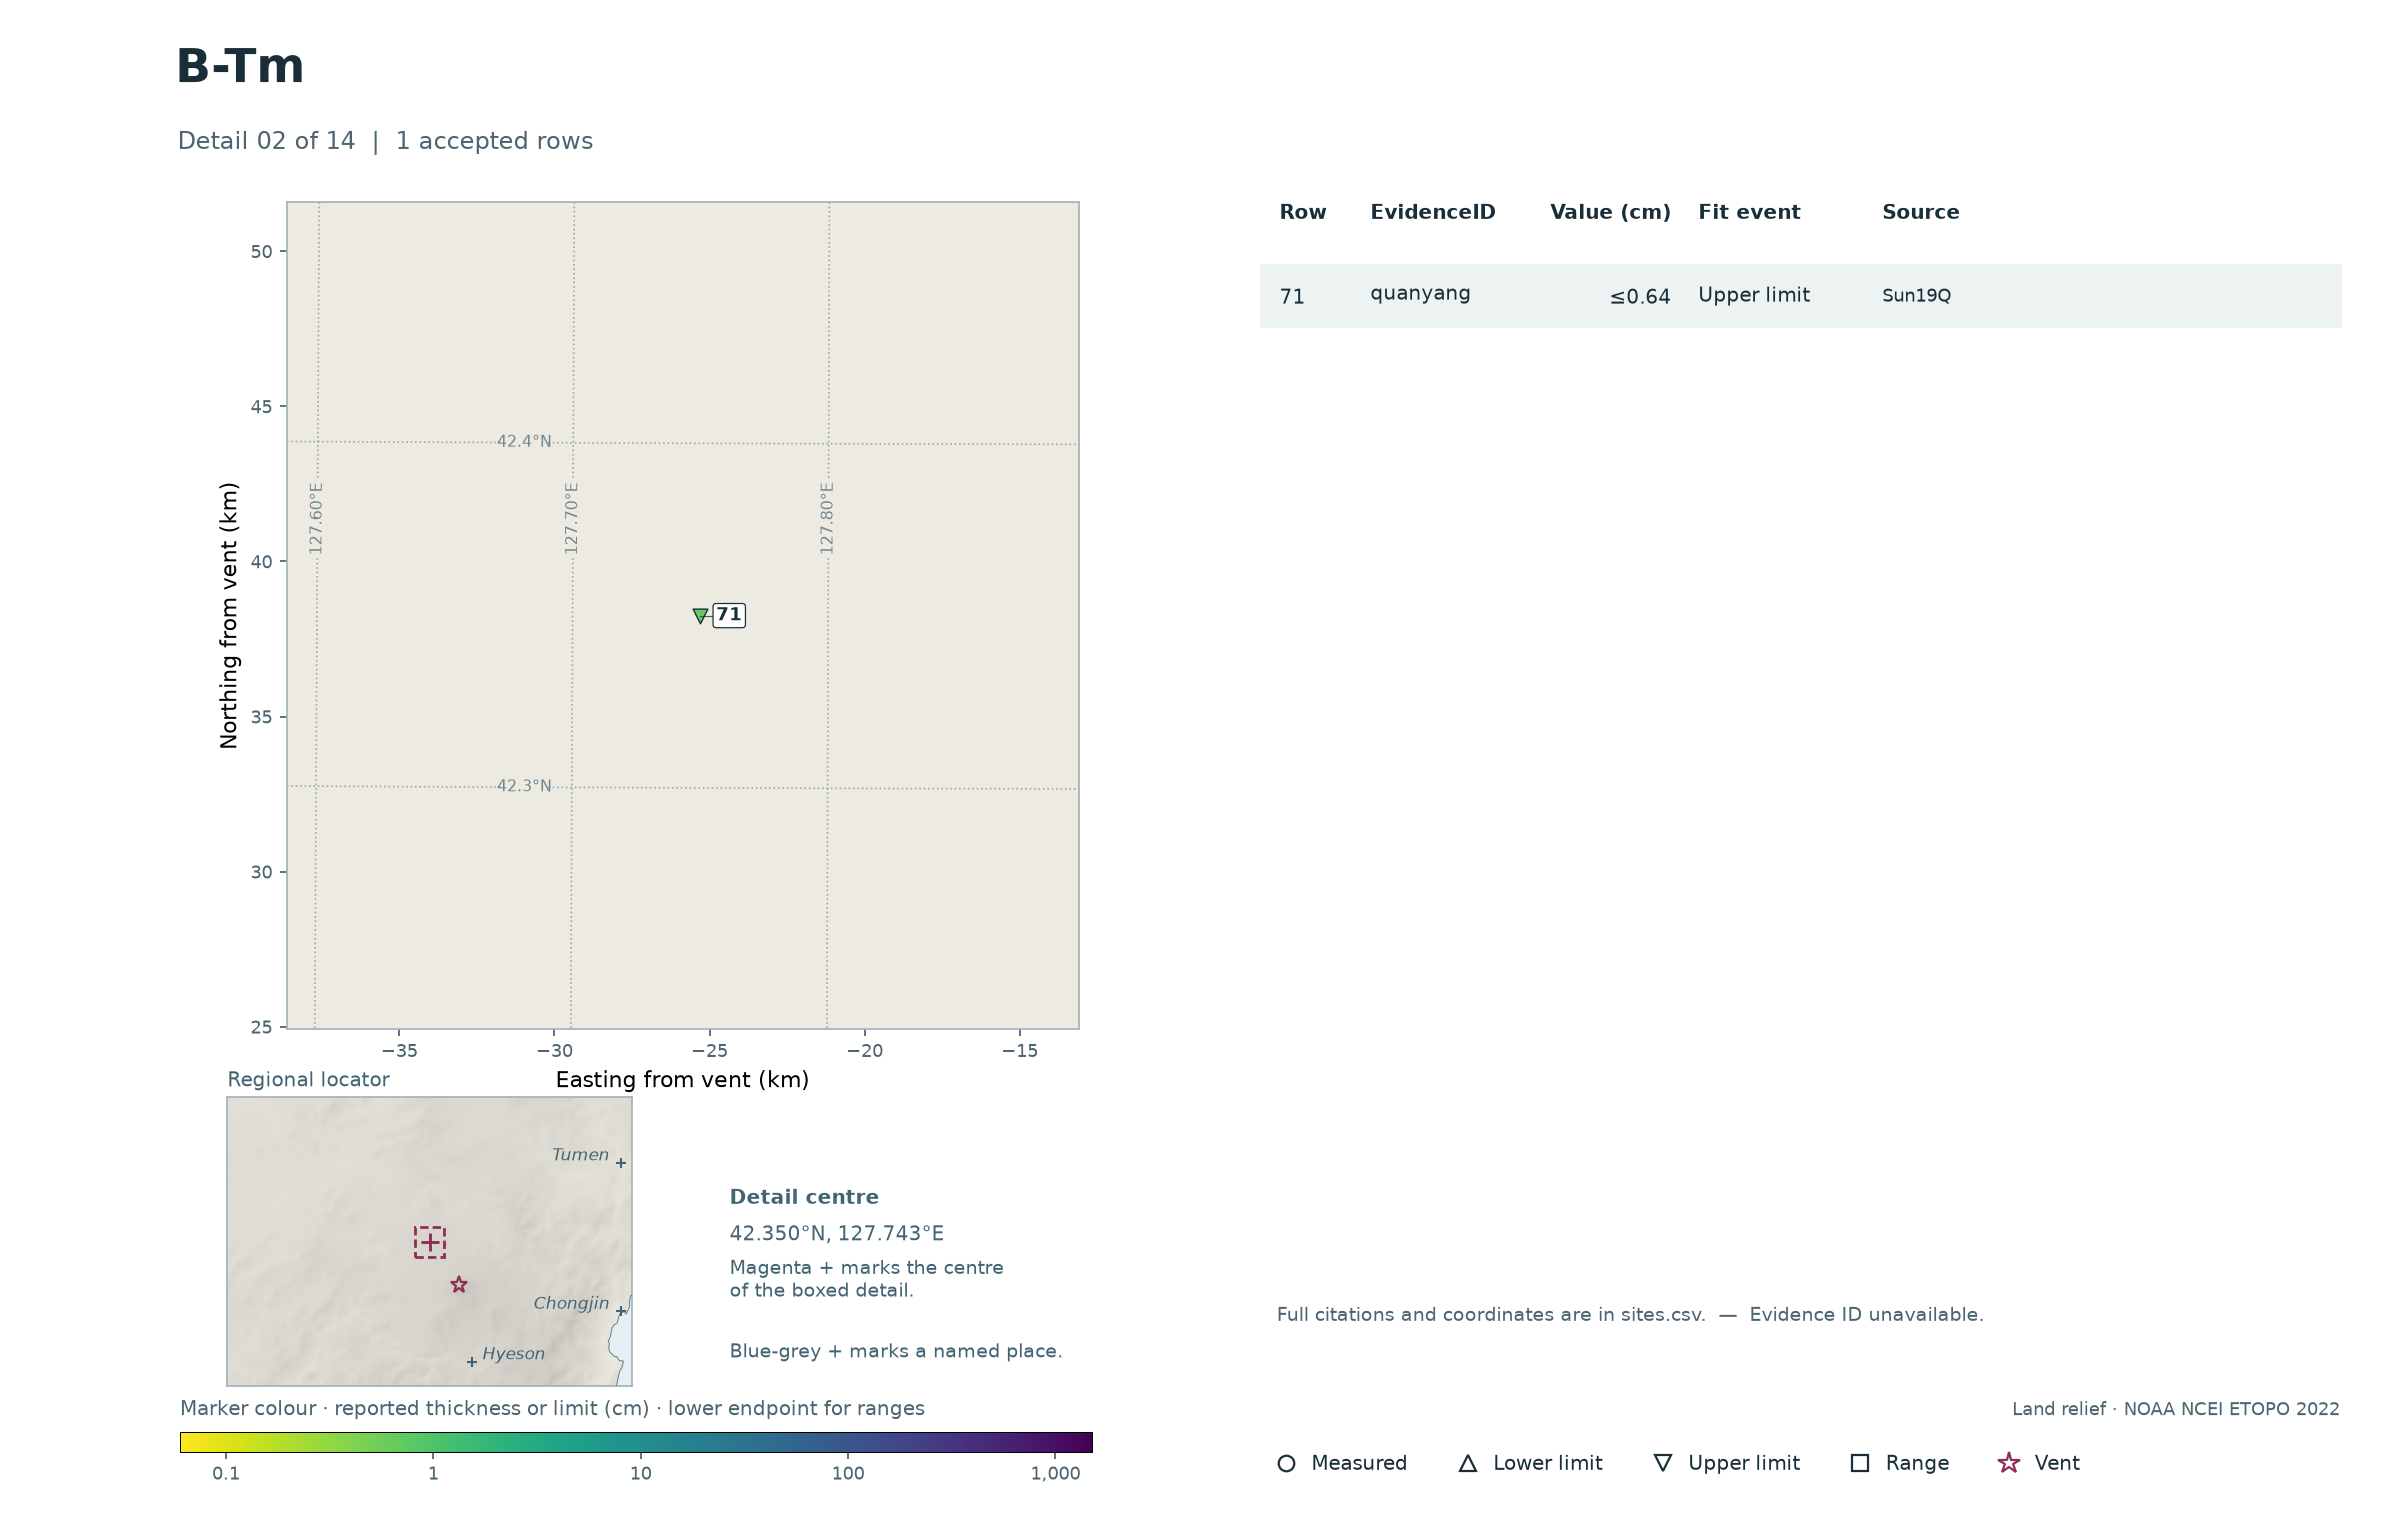 B-Tm
Detail 02 of 14 | 1 accepted rows
Row EvidenceID Value (cm) Fit event Source
71 quanyang ≤0.64 Upper limit Sun19Q
50
45
40
35
30
25
Northing from vent (km)
42.4°N
127.60°E
127.70°E
127.80°E
71
42.3°N
−35 −30 −25 −20 −15
Easting from vent (km)
Regional locator
Tumen
Chongjin
Hyeson
Detail centre
42.350°N, 127.743°E
Magenta + marks the centre
of the boxed detail.
Blue-grey + marks a named place.
Full citations and coordinates are in sites.csv. — Evidence ID unavailable.
Marker colour · reported thickness or limit (cm) · lower endpoint for ranges
0.1 1 10 100 1,000
Land relief · NOAA NCEI ETOPO 2022
Measured Lower limit Upper limit Range Vent